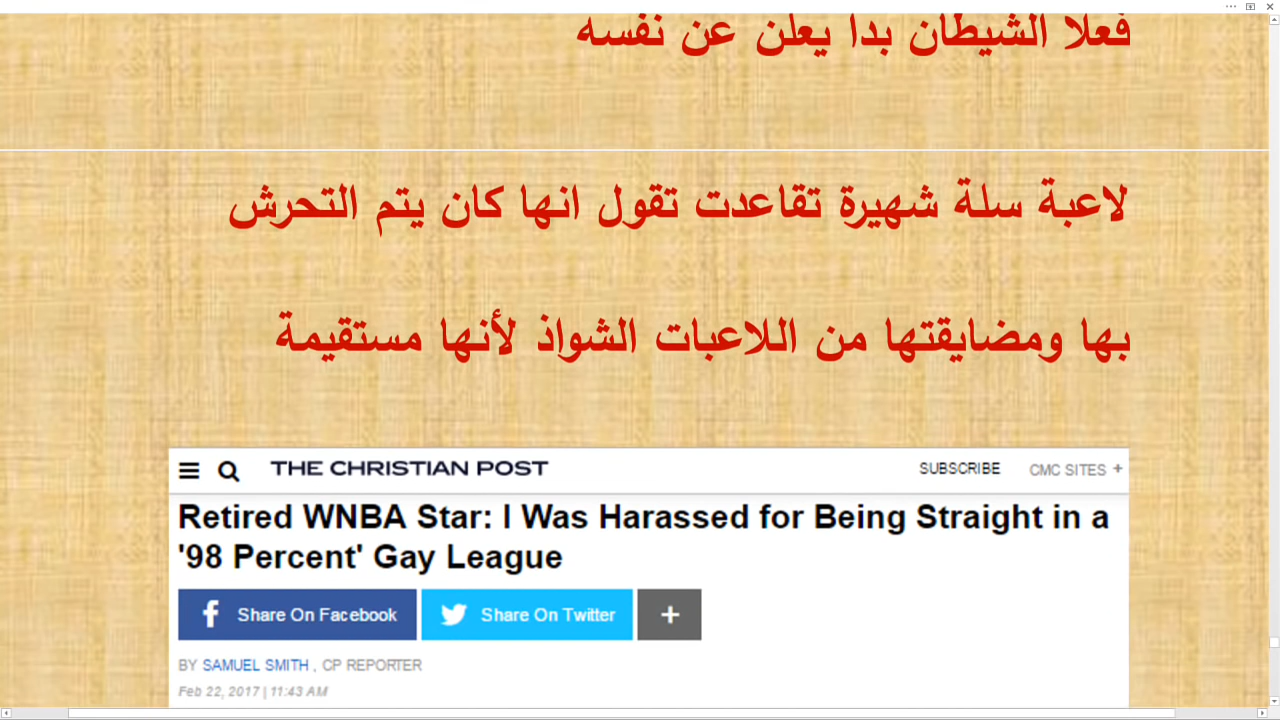 فعلا الشيطان بدا يعلن عن نفسه
لاعبة سلة شهيرة تقاعدت تقول انها كان يتم التحرش
بها ومضايقتها من اللاعبات الشواذ لأنها مستقيمة
THE CHRISTIAN POST SUBSCRIBE CMC SITES +
Retired WNBA Star: I Was Harassed for Being Straight in a
'98 Percent' Gay League
Share On Facebook Share On Twitter +
BY SAMUEL SMITH , CP REPORTER
Feb 22, 2017 | 11:43 AM